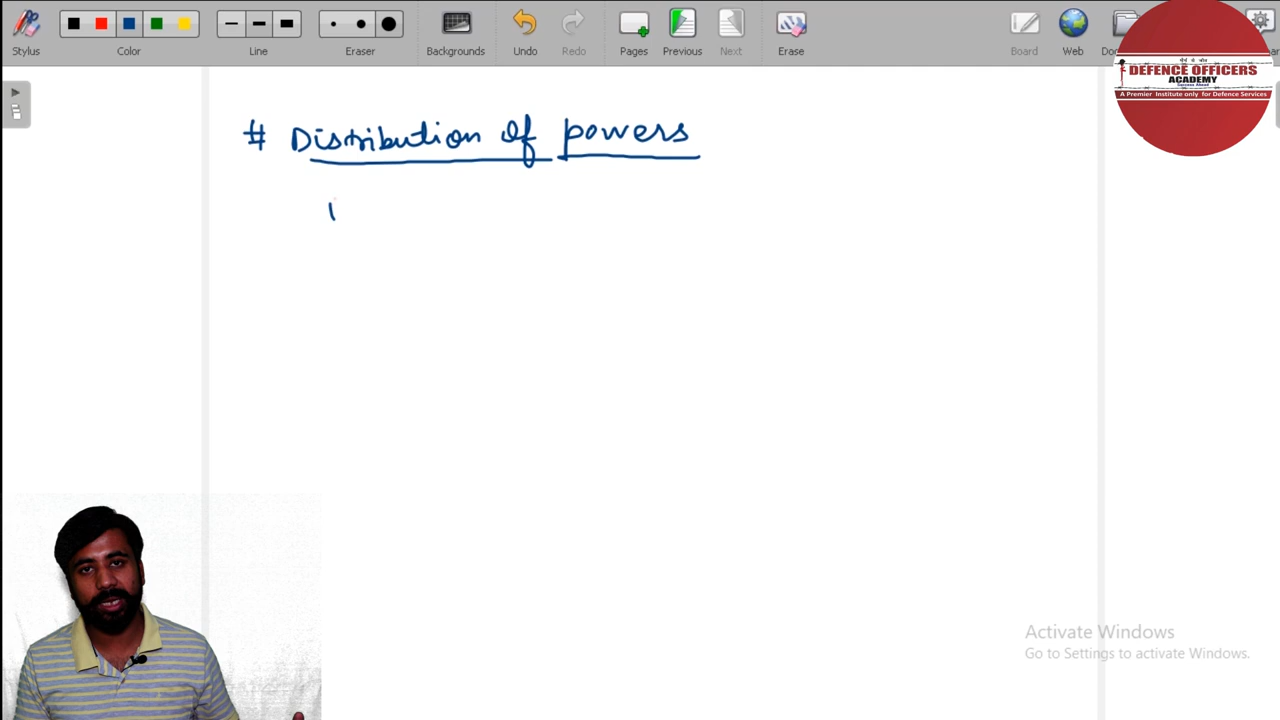 Stylus Color Line Eraser Backgrounds Undo Redo Pages Previous Next Erase Board Web
DEFENCE OFFICERS
ACADEMY
A Premier Institute only for Defence Services
# Distribution of powers
Activate Windows
Go to Settings to activate Windows.